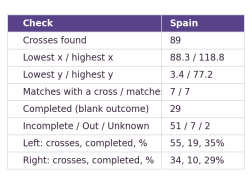 Check Spain
Crosses found 89
Lowest x / highest x 88.3 / 118.8
Lowest y / highest y 3.4 / 77.2
Matches with a cross / matche 7 / 7
Completed (blank outcome) 29
Incomplete / Out / Unknown 51 / 7 / 2
Left: crosses, completed, % 55, 19, 35%
Right: crosses, completed, % 34, 10, 29%